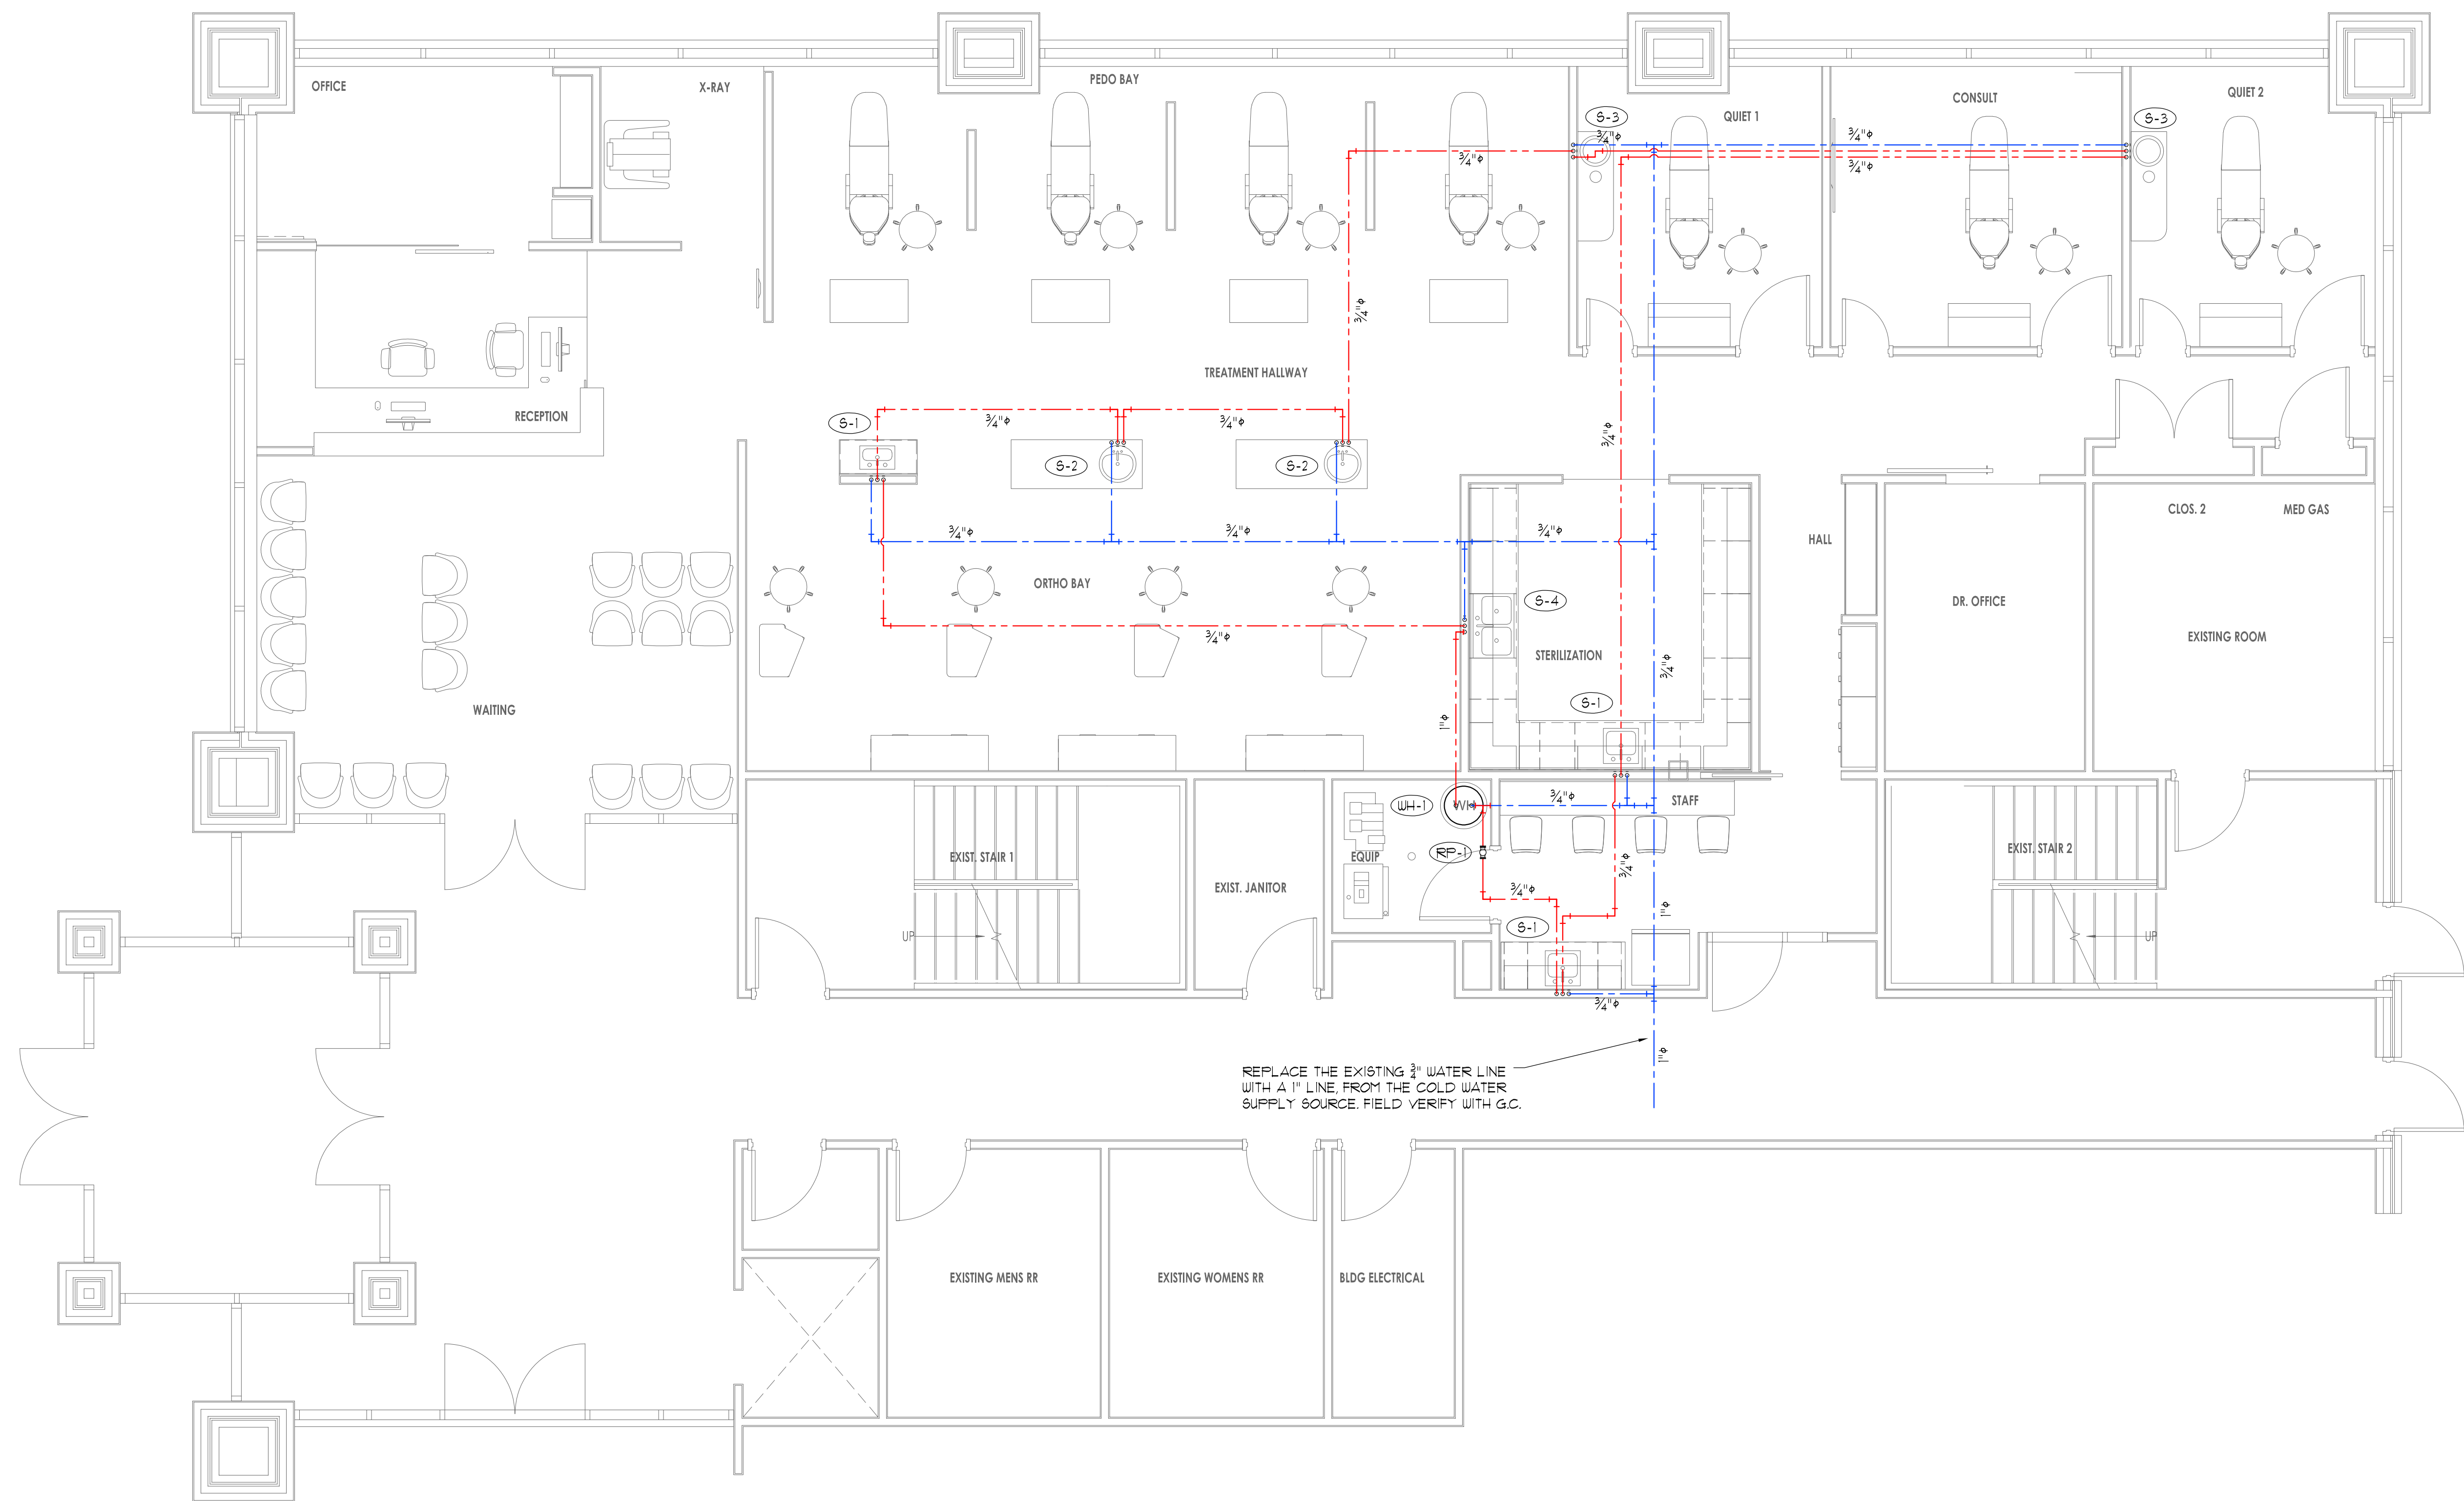 PEDO BAY
OFFICE
X-RAY
QUIET 2
CONSULT
QUIET 1
S-3
S-3
3/4"ϕ
3/4"ϕ
3/4"ϕ
3/4"ϕ
3/4"ϕ
TREATMENT HALLWAY
RECEPTION
S-1
3/4"ϕ
3/4"ϕ
3/4"ϕ
S-2
S-2
CLOS. 2
MED GAS
3/4"ϕ
3/4"ϕ
3/4"ϕ
HALL
ORTHO BAY
S-4
DR. OFFICE
3/4"ϕ
EXISTING ROOM
STERILIZATION
3/4"ϕ
S-1
WAITING
1"ϕ
WH-1
WH
3/4"ϕ
STAFF
RP-1
EQUIP
EXIST. STAIR 1
EXIST. STAIR 2
3/4"ϕ
EXIST. JANITOR
3/4"ϕ
1"ϕ
S-1
UP
UP
3/4"ϕ
1"ϕ
REPLACE THE EXISTING 3/4" WATER LINE
WITH A 1" LINE, FROM THE COLD WATER
SUPPLY SOURCE. FIELD VERIFY WITH G.C.
EXISTING MENS RR
EXISTING WOMENS RR
BLDG ELECTRICAL